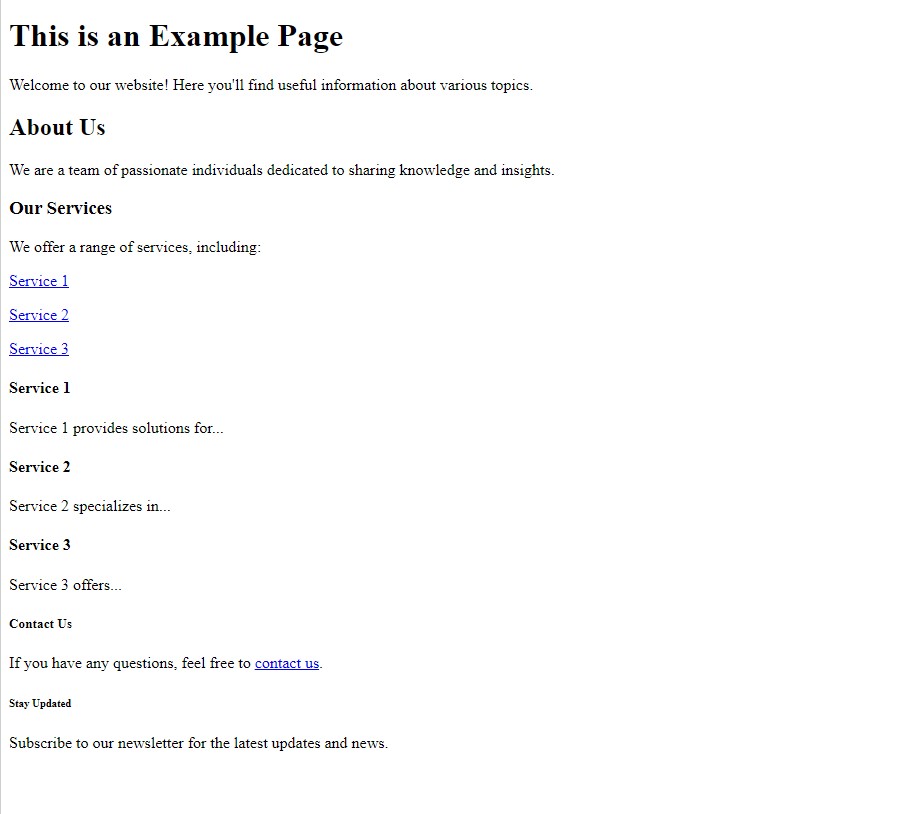 This is an Example Page
Welcome to our website! Here you'll find useful information about various topics.
About Us
We are a team of passionate individuals dedicated to sharing knowledge and insights.
Our Services
We offer a range of services, including:
Service 1
Service 2
Service 3
Service 1
Service 1 provides solutions for...
Service 2
Service 2 specializes in...
Service 3
Service 3 offers...
Contact Us
If you have any questions, feel free to contact us.
Stay Updated
Subscribe to our newsletter for the latest updates and news.